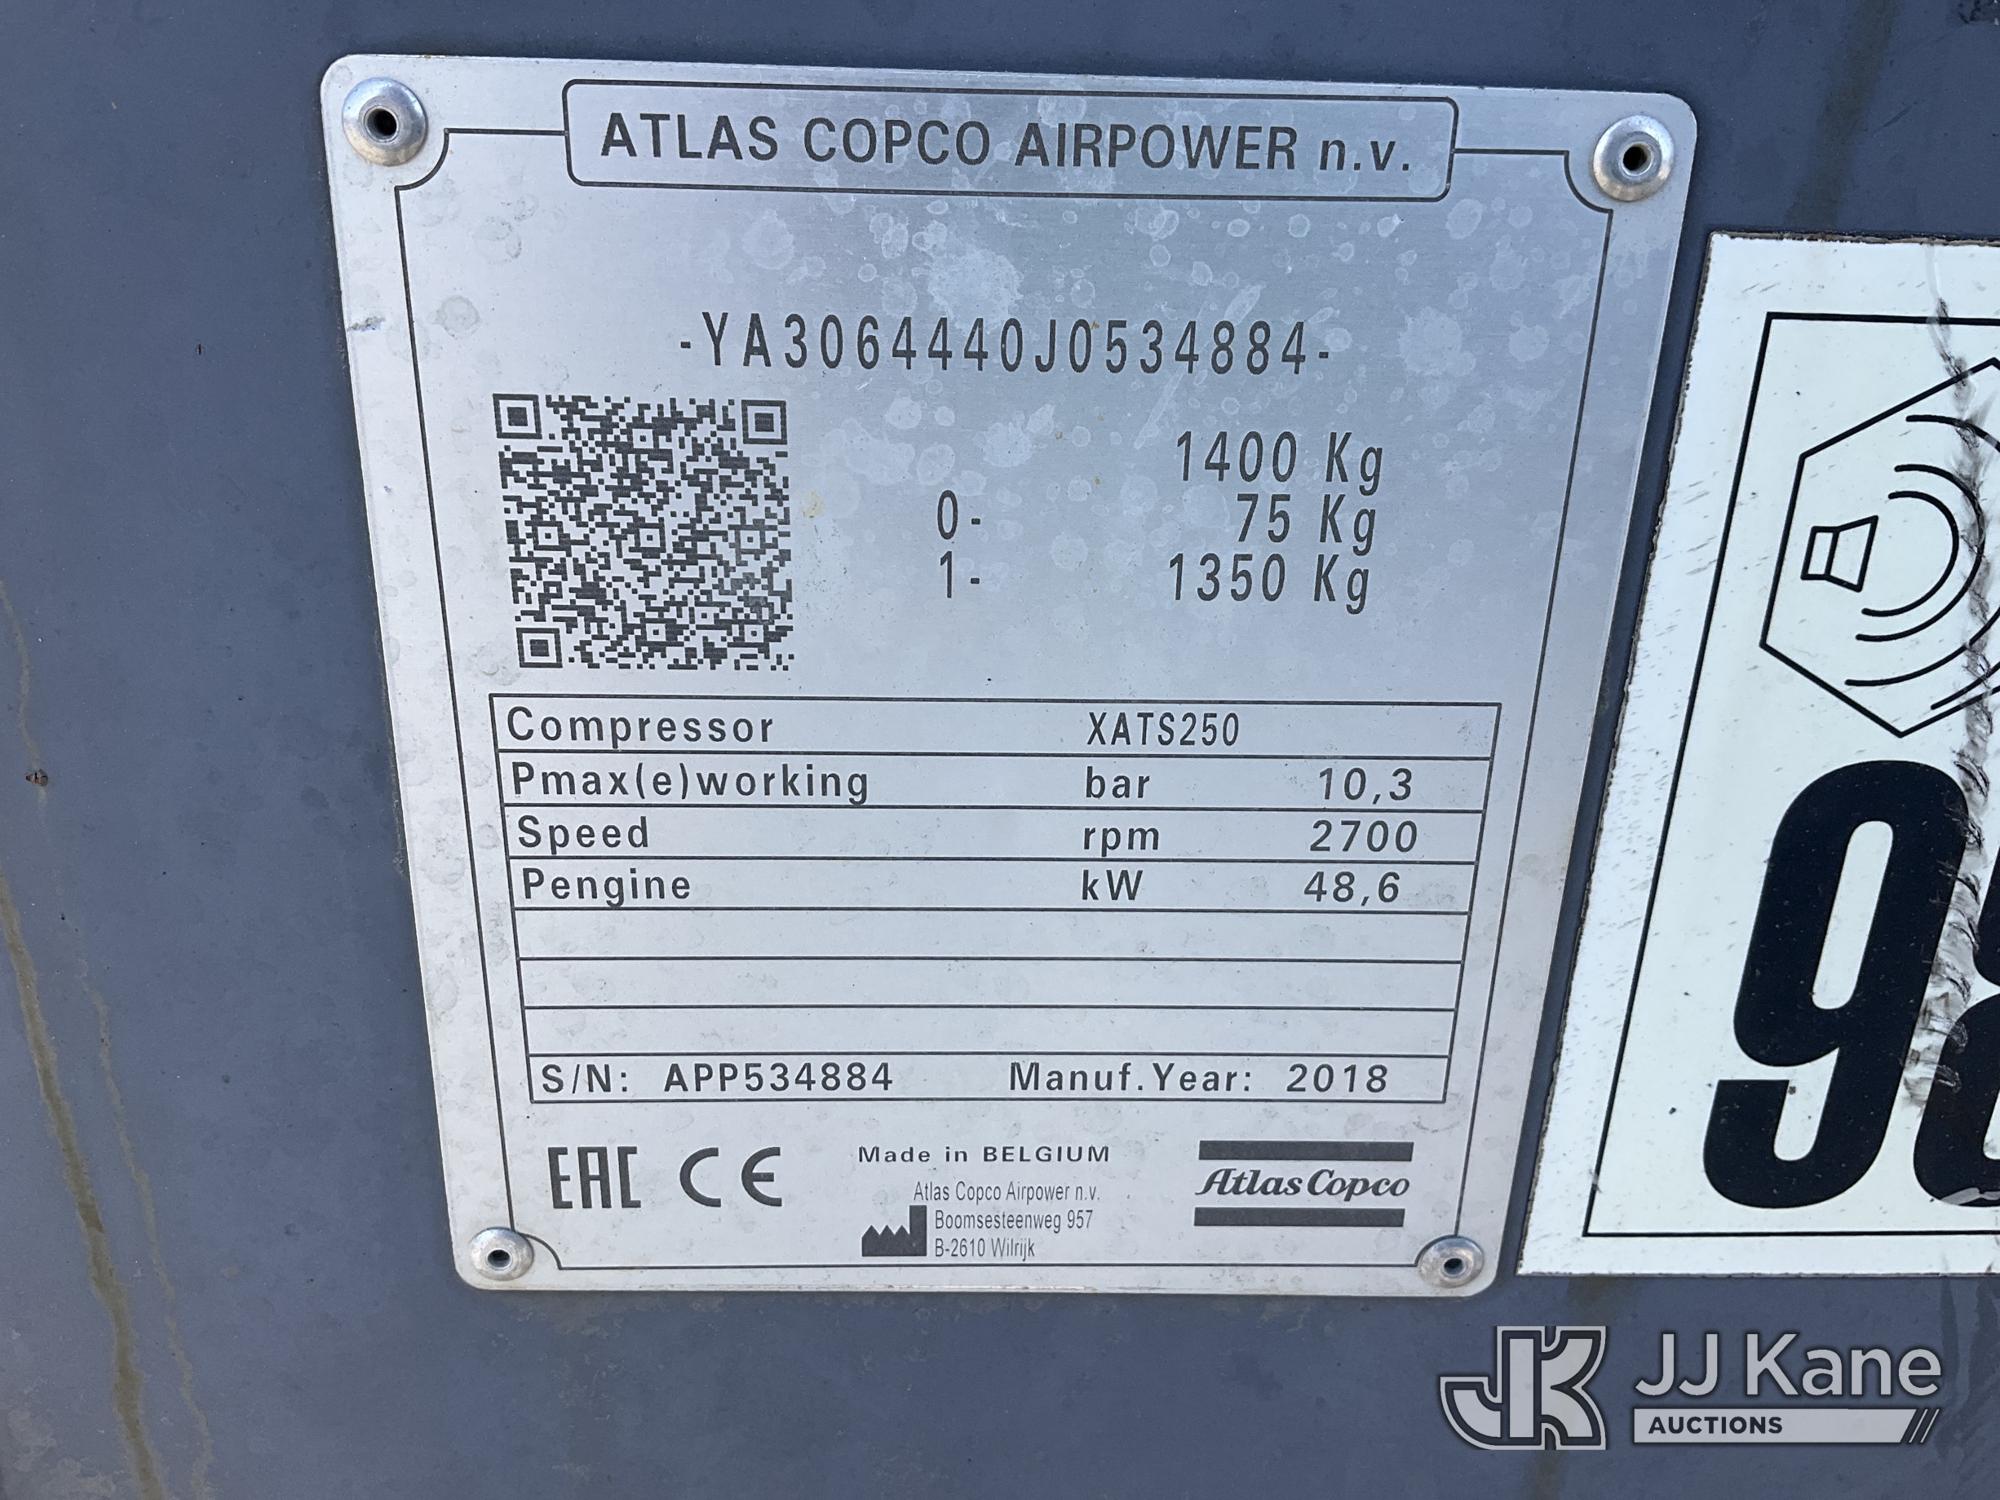 ATLAS COPCO AIRPOWER n.v.
-YA3064440J0534884-
1400 Kg
0- 75 Kg
1- 1350 Kg
Compressor XATS250
Pmax(e)working bar 10,3
Speed rpm 2700
Pengine kW 48,6
S/N: APP534884 Manuf.Year: 2018
EAC CE
Made in BELGIUM
Atlas Copco Airpower n.v.
Boomsesteenweg 957
B-2610 Wilrijk
Atlas Copco
JK JJ Kane
AUCTIONS